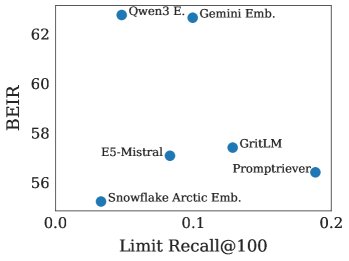 Qwen3 E.
Gemini Emb.
62
60
58
56
BEIR
GritLM
E5-Mistral
Promptriever
Snowflake Arctic Emb.
0.0
0.1
0.2
Limit Recall@100